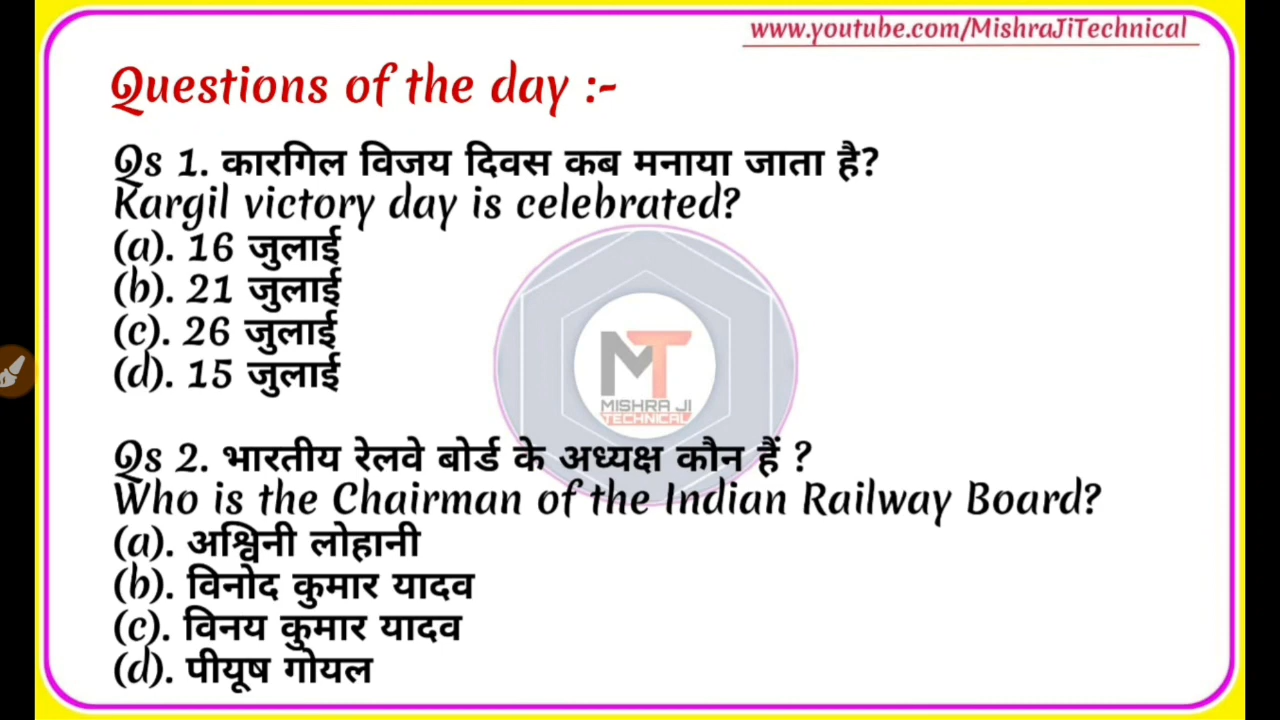 www.youtube.com/MishraJiTechnical
Questions of the day :-
Qs 1. कारगिल विजय दिवस कब मनाया जाता है?
Kargil victory day is celebrated?
(a). 16 जुलाई
(b). 21 जुलाई
(c). 26 जुलाई
(d). 15 जुलाई
MT
MISHRA JI
TECHNICAL
Qs 2. भारतीय रेलवे बोर्ड के अध्यक्ष कौन हैं ?
Who is the Chairman of the Indian Railway Board?
(a). अश्विनी लोहानी
(b). विनोद कुमार यादव
(c). विनय कुमार यादव
(d). पीयूष गोयल